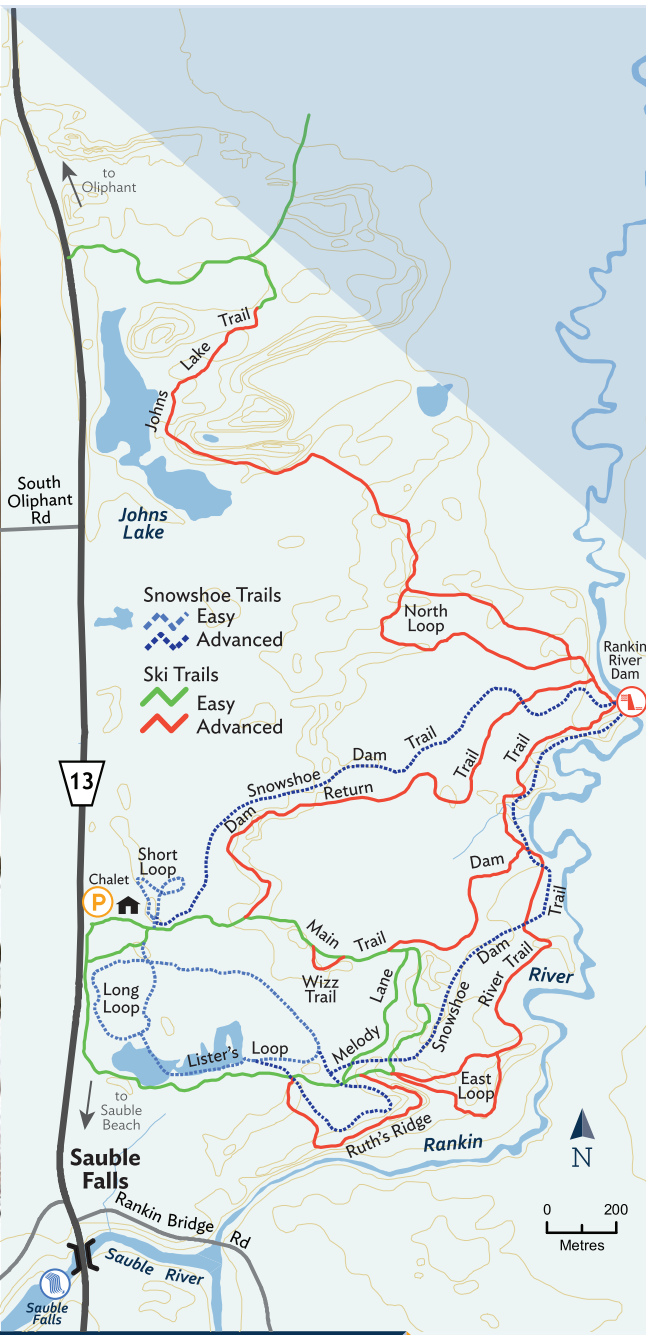 to
Oliphant
Johns Lake Trail
South
Oliphant
Rd
Johns
Lake
Snowshoe Trails
Easy
Advanced
Ski Trails
Easy
Advanced
North
Loop
Rankin
River
Dam
13
Snowshoe Dam Trail
Dam Return Trail
Trail
Dam
Short
Loop
Chalet
P
Main Trail
Wizz
Trail
Long
Loop
Lister's Loop
Melody Lane
Snowshoe Dam Trail
River Trail
River
East
Loop
Ruth's Ridge
Rankin
to
Sauble
Beach
Sauble
Falls
Rankin Bridge Rd
Sauble River
Sauble
Falls
N
0 200
Metres